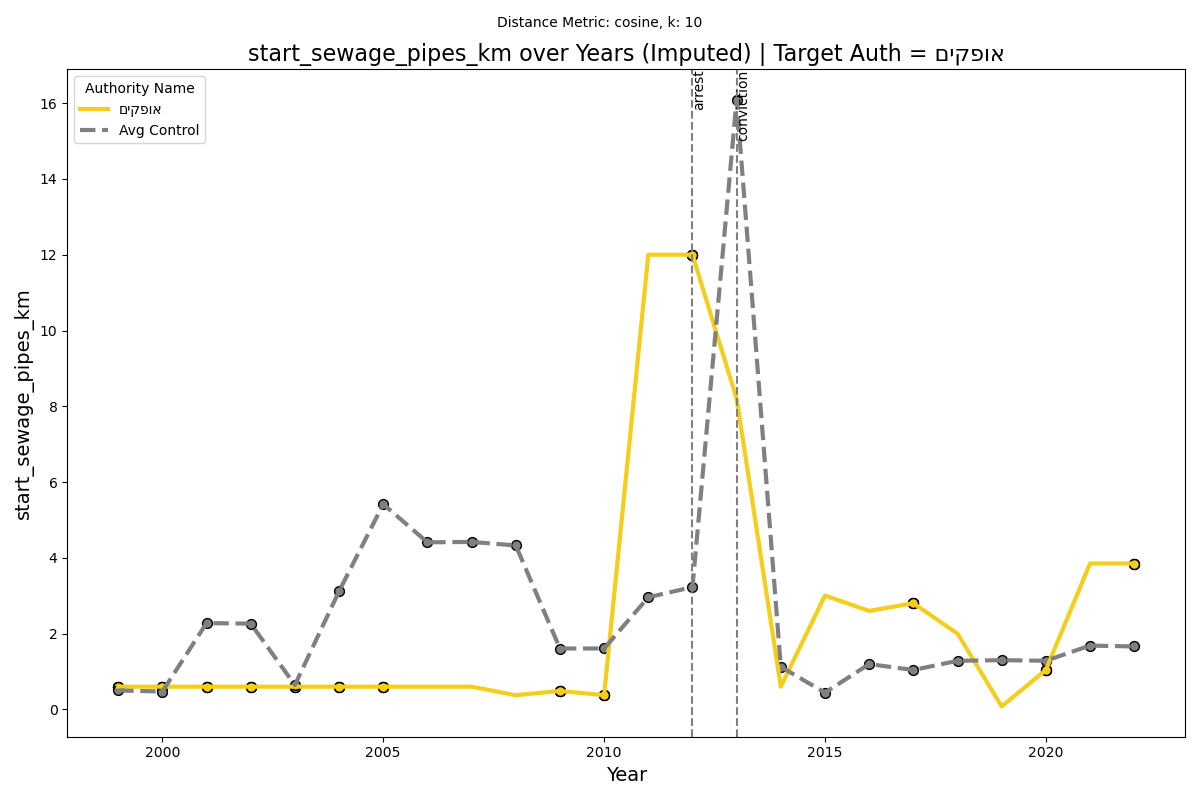 Distance Metric: cosine, k: 10
start_sewage_pipes_km over Years (Imputed) | Target Auth = אופקים
Authority Name
אופקים
Avg Control
arrest
conviction
start_sewage_pipes_km
16
14
12
10
8
6
4
2
0
2000 2005 2010 2015 2020
Year